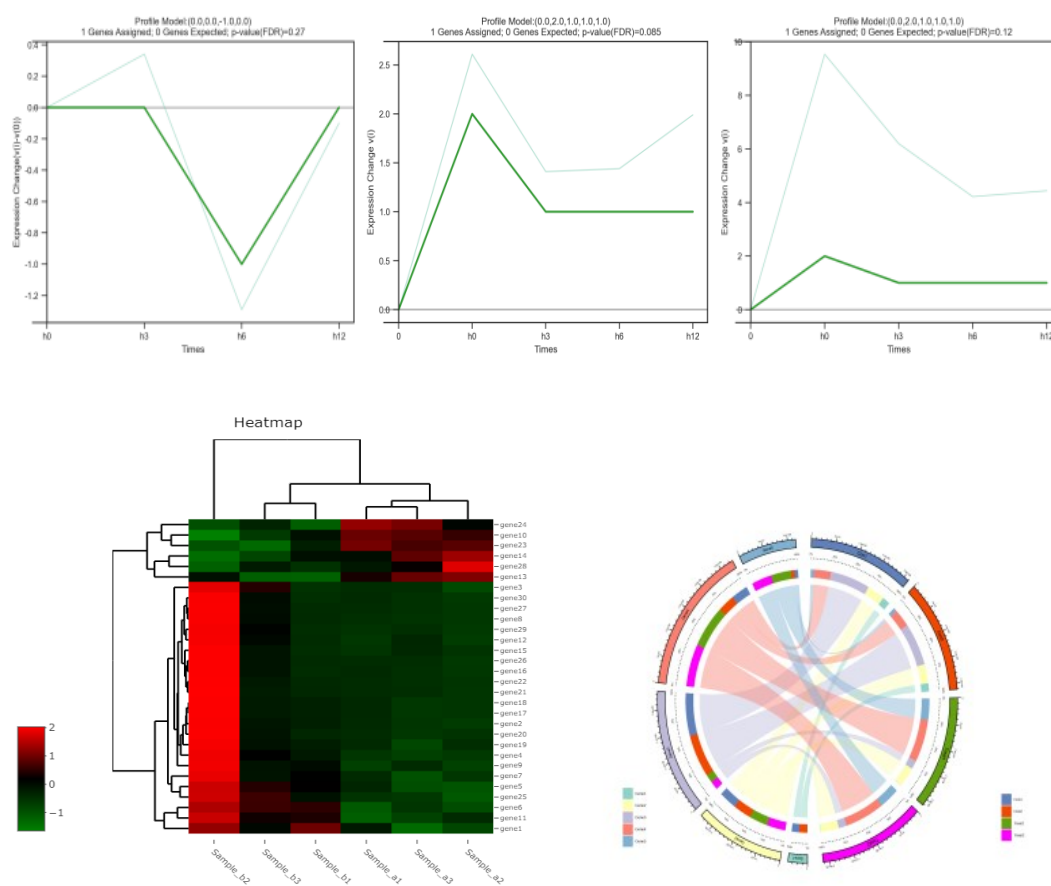 Profile Model:(0.0,0.0,-1.0,0.0)
1 Genes Assigned; 0 Genes Expected; p-value(FDR)=0.27
0.4
0.2
0.0
-0.2
-0.4
-0.6
-0.8
-1.0
-1.2
Expression Change(v(i)-v(0))
h0
h3
h6
h12
Times
Profile Model:(0.0,2.0,1.0,1.0,1.0)
1 Genes Assigned; 0 Genes Expected; p-value(FDR)=0.085
2.5
2.0
1.5
1.0
0.5
0.0
Expression Change v(i)
0
h0
h3
h6
h12
Times
Profile Model:(0.0,2.0,1.0,1.0,1.0)
1 Genes Assigned; 0 Genes Expected; p-value(FDR)=0.12
10
8
6
4
2
0
Expression Change v(i)
0
h0
h3
h6
h12
Times
Heatmap
gene24
gene10
gene23
gene14
gene28
gene13
gene3
gene30
gene27
gene8
gene29
gene12
gene15
gene26
gene16
gene22
gene21
gene18
gene17
gene2
gene20
gene19
gene4
gene9
gene7
gene5
gene25
gene6
gene11
gene1
2
1
0
−1
Sample_b2
Sample_b3
Sample_b1
Sample_a1
Sample_a3
Sample_a2